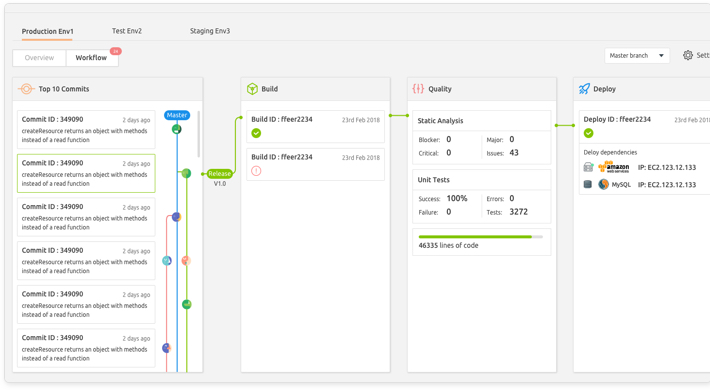 Production Env1
Test Env2
Staging Env3
Overview
Workflow
Master branch
Top 10 Commits
Commit ID : 349090
2 days ago
createResource returns an object with methods
instead of a read function
Commit ID : 349090
2 days ago
createResource returns an object with methods
instead of a read function
Commit ID : 349090
2 days ago
createResource returns an object with methods
instead of a read function
Commit ID : 349090
2 days ago
createResource returns an object with methods
instead of a read function
Commit ID : 349090
2 days ago
createResource returns an object with methods
instead of a read function
Commit ID : 349090
2 days ago
createResource returns an object with methods
instead of a read function
Master
Release
V1.0
Build
Build ID : ffeer2234
23rd Feb 2018
Build ID : ffeer2234
23rd Feb 2018
Quality
Static Analysis
Blocker: 0
Major: 0
Critical: 0
Issues: 43
Unit Tests
Success: 100%
Errors: 0
Failure: 0
Tests: 3272
46335 lines of code
Deploy
Deploy ID : ffeer2234
23rd Feb 201
Deloy dependencies
amazon
web services
IP: EC2.123.12.133
MySQL
IP: EC2.123.12.133